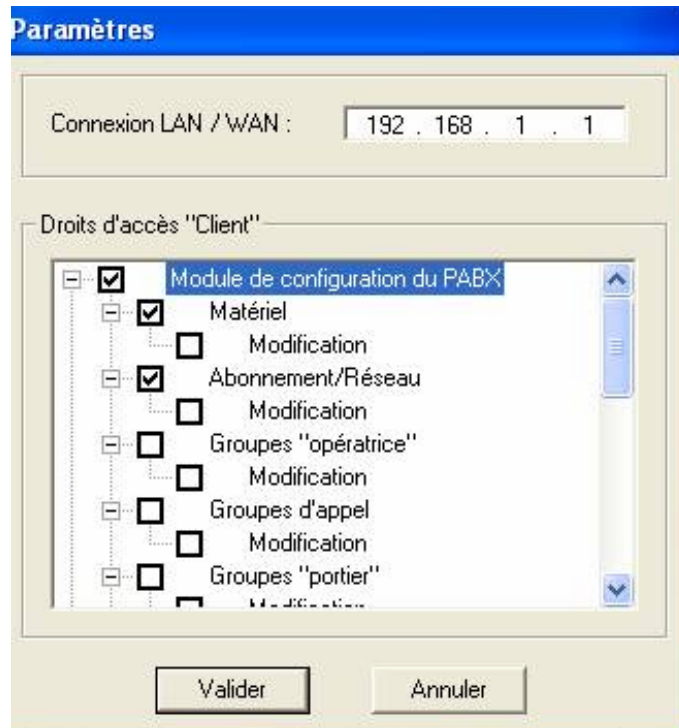 Paramètres
Connexion LAN / WAN : 192 . 168 . 1 . 1
Droits d'accès "Client"
Module de configuration du PABX
Matériel
Modification
Abonnement/Réseau
Modification
Groupes "opératrice"
Modification
Groupes d'appel
Modification
Groupes "portier"
Valider Annuler